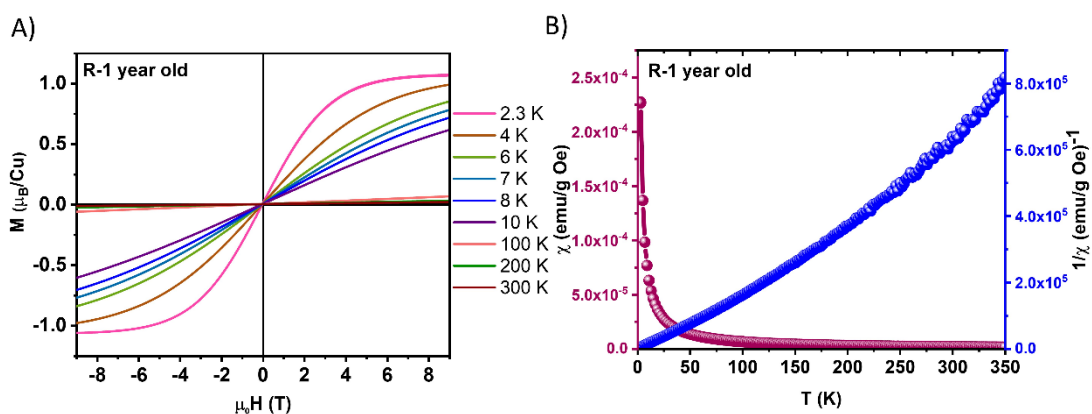 A)
R-1 year old
M (μB/Cu)
1.0
0.5
0.0
-0.5
-1.0
-8 -6 -4 -2 0 2 4 6 8
μ₀H (T)
2.3 K
4 K
6 K
7 K
8 K
10 K
100 K
200 K
300 K
B)
R-1 year old
χ (emu/g Oe)
2.5x10⁻⁴
2.0x10⁻⁴
1.5x10⁻⁴
1.0x10⁻⁴
5.0x10⁻⁵
0.0
0 50 100 150 200 250 300 350
T (K)
8.0x10⁵
6.0x10⁵
4.0x10⁵
2.0x10⁵
0.0
1/χ (emu/g Oe)⁻¹